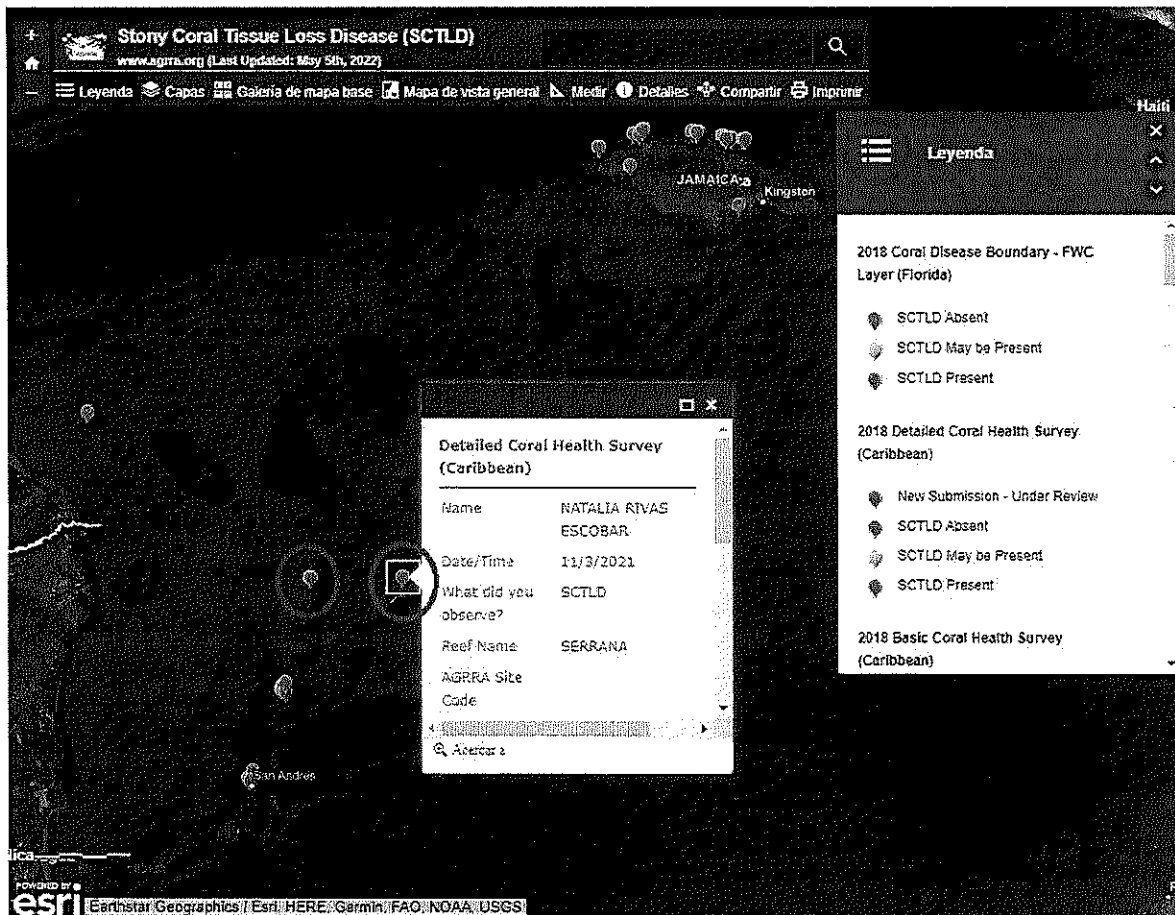 +
Stony Coral Tissue Loss Disease (SCTLD)
www.agrra.org (Last Updated: May 5th, 2022)
−
Leyenda Capas Galería de mapa base Mapa de vista general Medir Detalles Compartir Imprimir
Haiti
Leyenda
JAMAICA
Kingston
2018 Coral Disease Boundary - FWC
Layer (Florida)
SCTLD Absent
SCTLD May be Present
SCTLD Present
2018 Detailed Coral Health Survey
(Caribbean)
New Submission - Under Review
SCTLD Absent
SCTLD May be Present
SCTLD Present
2018 Basic Coral Health Survey
(Caribbean)
Detailed Coral Health Survey
(Caribbean)
Name NATALIA RIVAS
ESCOBAR
Date/Time 11/3/2021
What did you SCTLD
observe?
Reef Name SERRANA
AGRRA Site
Code
Acercar a
San Andres
POWERED BY
esri
Earthstar Geographics | Esri, HERE, Garmin, FAO, NOAA, USGS